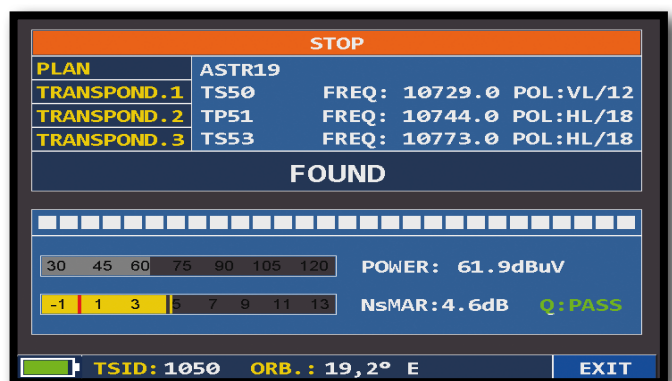 STOP
PLAN ASTR19
TRANSPOND.1 TS50 FREQ: 10729.0 POL:VL/12
TRANSPOND.2 TP51 FREQ: 10744.0 POL:HL/18
TRANSPOND.3 TS53 FREQ: 10773.0 POL:HL/18
FOUND
30 45 60 75 90 105 120 POWER: 61.9dBuV
-1 1 3 5 7 9 11 13 NsMAR:4.6dB Q:PASS
TSID:1050 ORB.:19,2° E EXIT